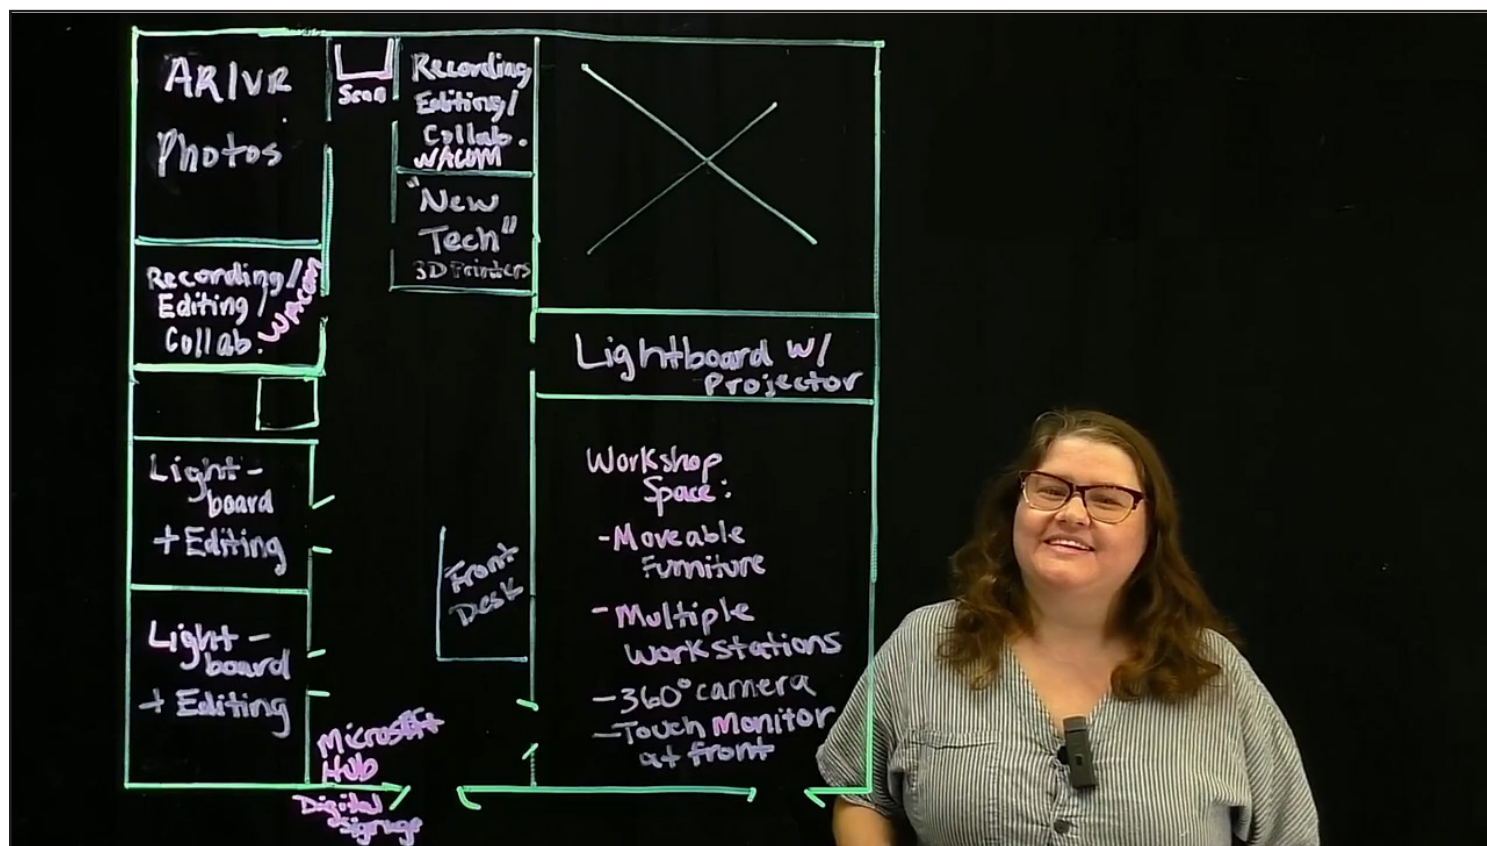 AR/VR
Photos
Scan
Recording
Editing/
Collab.
WACOM
"New
Tech"
3D Printers
Recording/
Editing/
Collab.
WACOM
Lightboard w/
Projector
Light-
board
+ Editing
Light-
board
+ Editing
Front
Desk
Workshop
Space:
-Moveable
Furniture
-Multiple
workstations
-360° camera
-Touch Monitor
at front
Microsoft
Hub
Digital
Signage